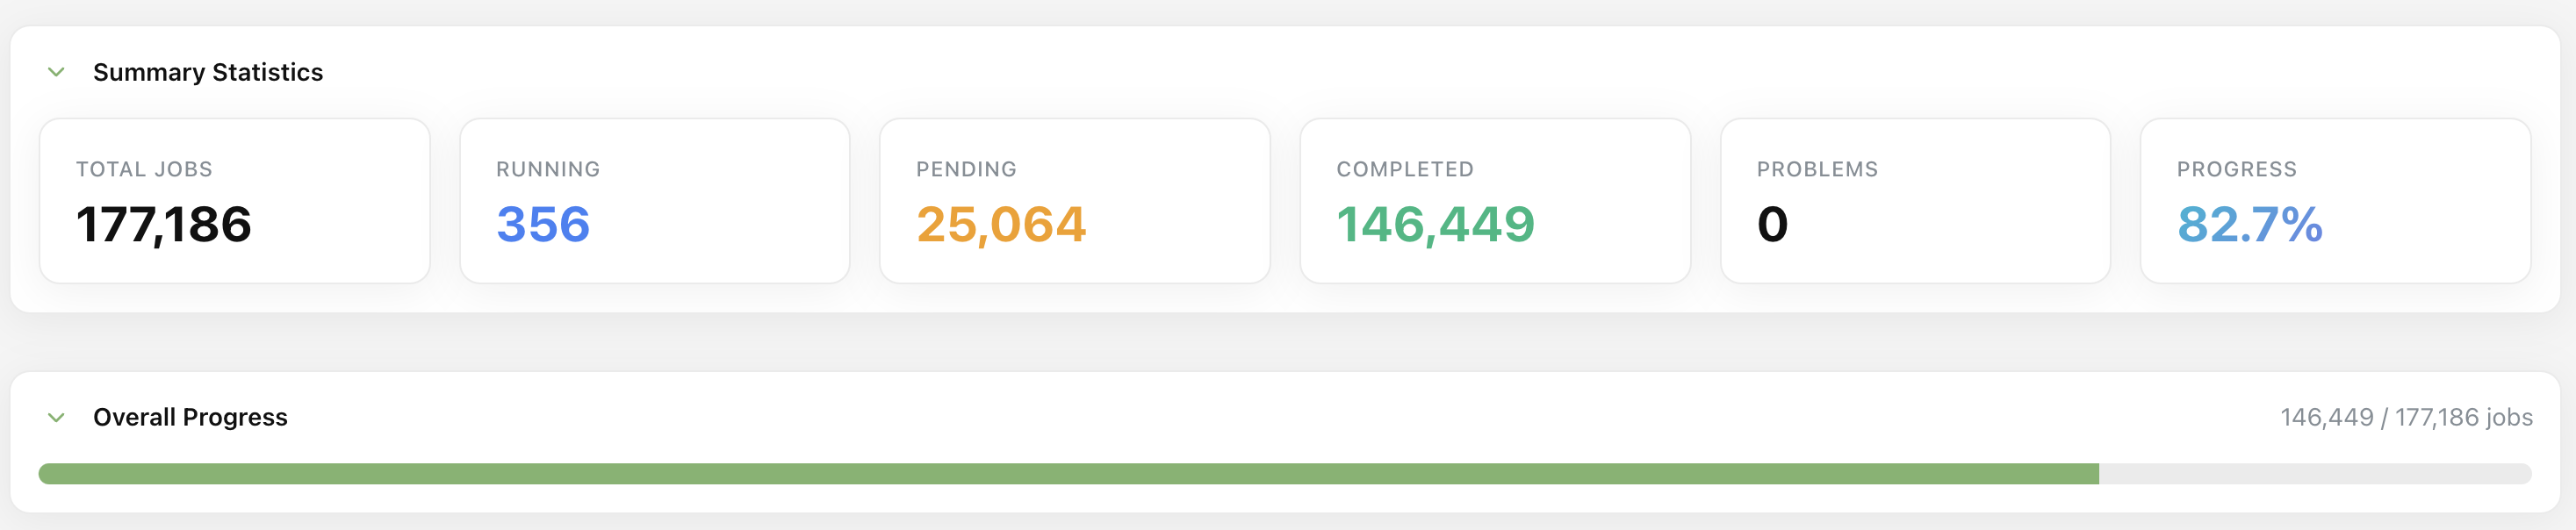 Summary Statistics
TOTAL JOBS
177,186
RUNNING
356
PENDING
25,064
COMPLETED
146,449
PROBLEMS
0
PROGRESS
82.7%
Overall Progress
146,449 / 177,186 jobs